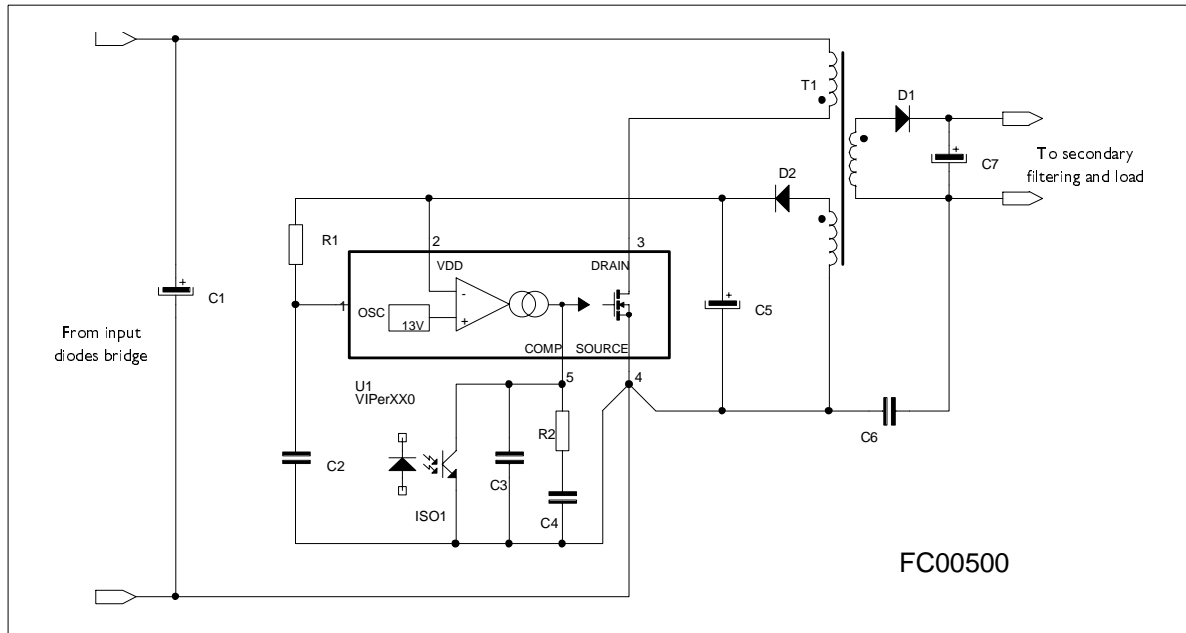 T1
D1
+
C7
To secondary
filtering and load
D2
R1
2
3
VDD
DRAIN
+
C1
1
OSC
13V
-
+
+
C5
From input
diodes bridge
COMP
SOURCE
U1
VIPerXX0
5
4
R2
C6
C2
C3
ISO1
C4
FC00500